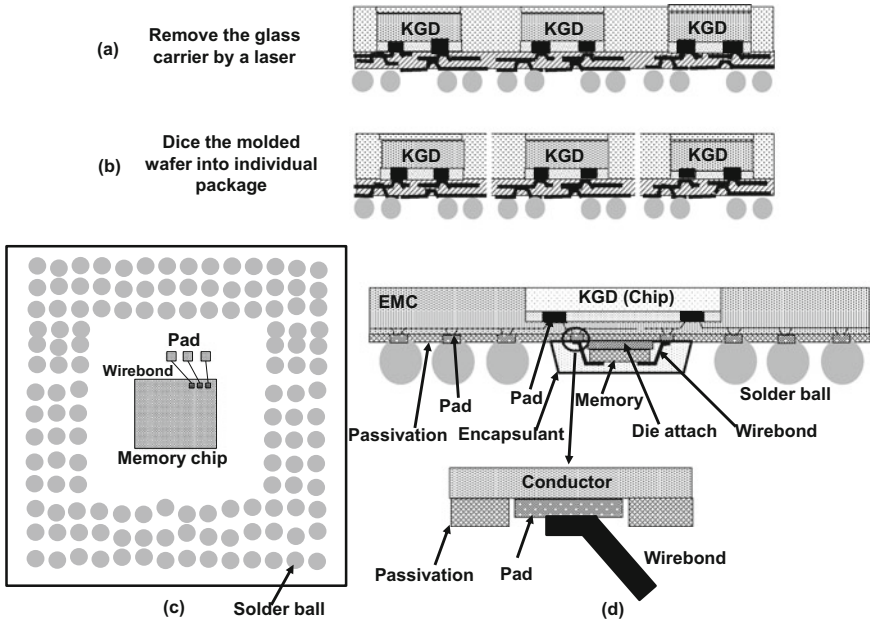 (a)
Remove the glass
carrier by a laser
KGD
KGD
KGD
(b)
Dice the molded
wafer into individual
package
KGD
KGD
KGD
Pad
Wirebond
Memory chip
(c)
Solder ball
EMC
KGD (Chip)
Pad
Pad
Memory
Solder ball
Passivation
Encapsulant
Die attach
Wirebond
Conductor
Passivation
Pad
Wirebond
(d)